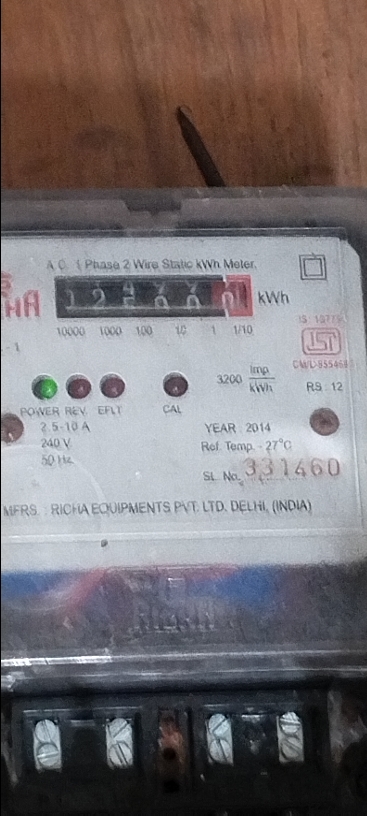 A.C. 1 Phase 2 Wire Static kWh Meter.
kWh
10000 1000 100 10 1 1/10
IS 13779
ISI
3200 Imp/kWh
RS : 12
POWER REV. EFLT CAL
2.5-10 A
YEAR 2014
240 V
Ref. Temp. - 27°C
50 Hz.
SL. No. 331460
MFRS. : RICHA EQUIPMENTS PVT. LTD. DELHI, (INDIA)